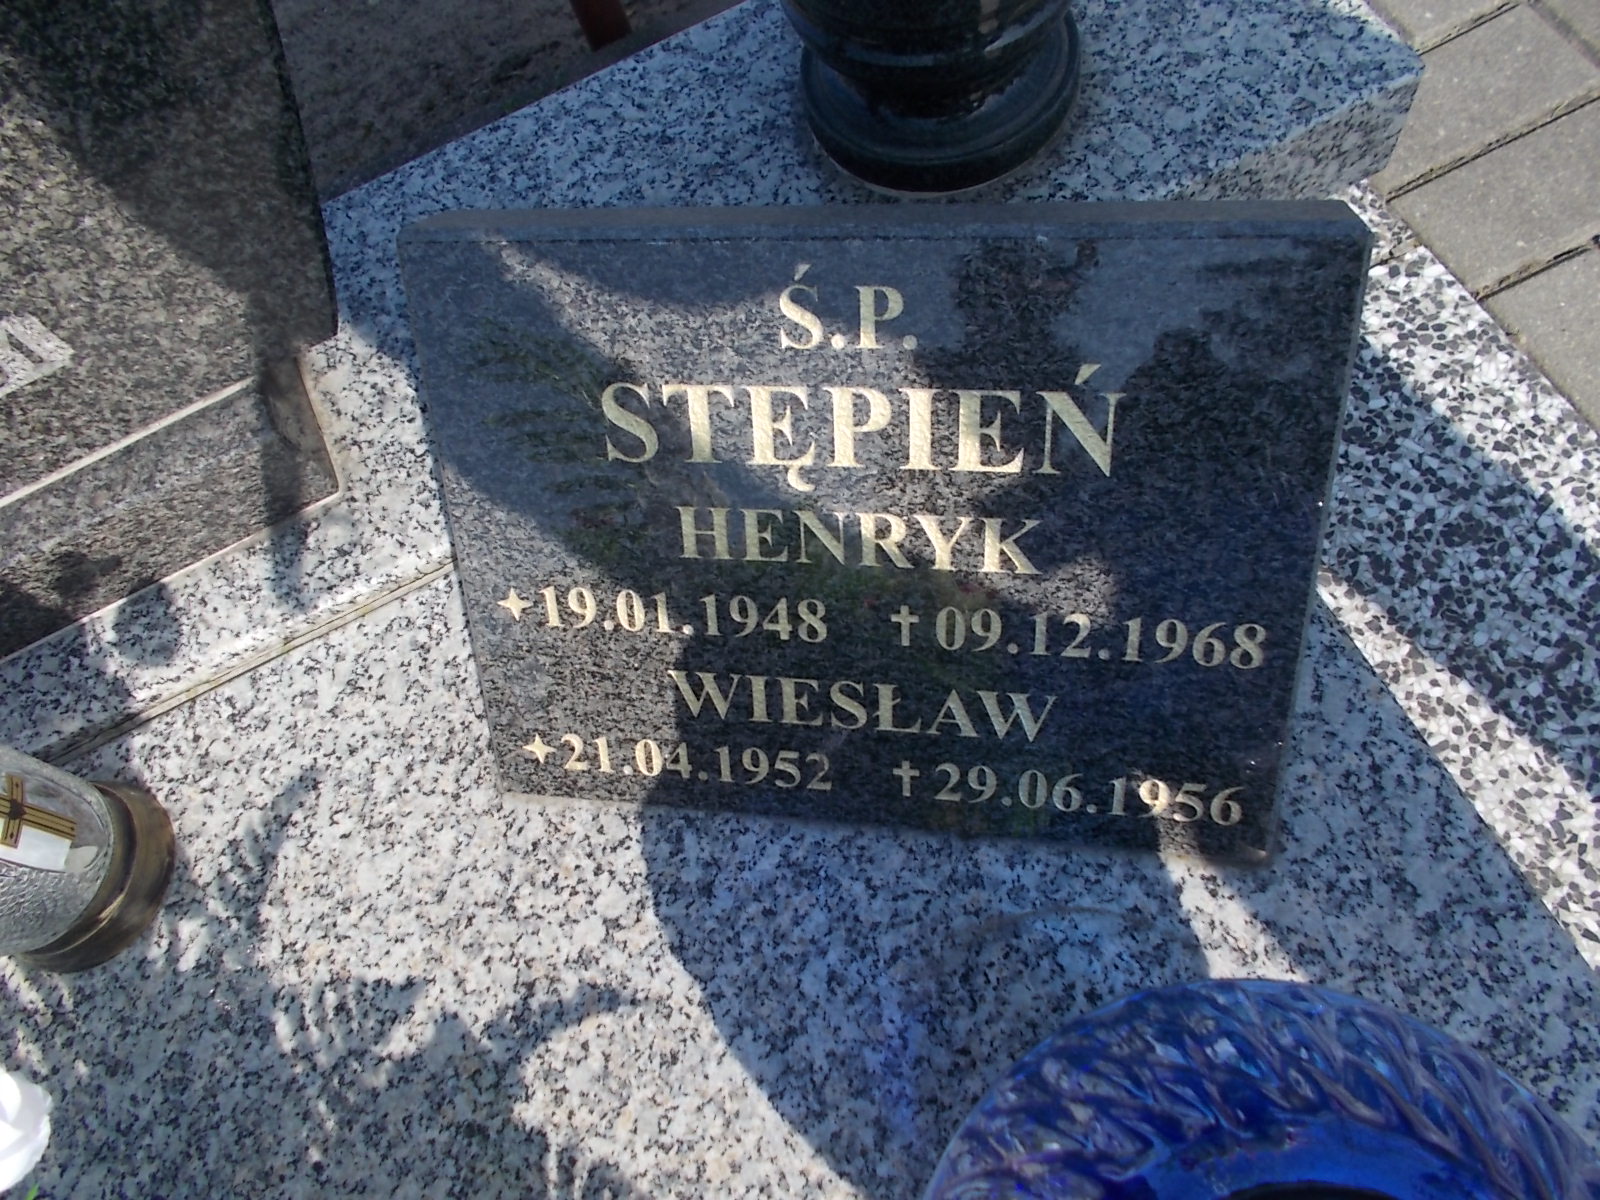 Ś.P.
STĘPIEŃ
HENRYK
19.01.1948 ✝ 09.12.1968
WIESŁAW
21.04.1952 ✝ 29.06.1956